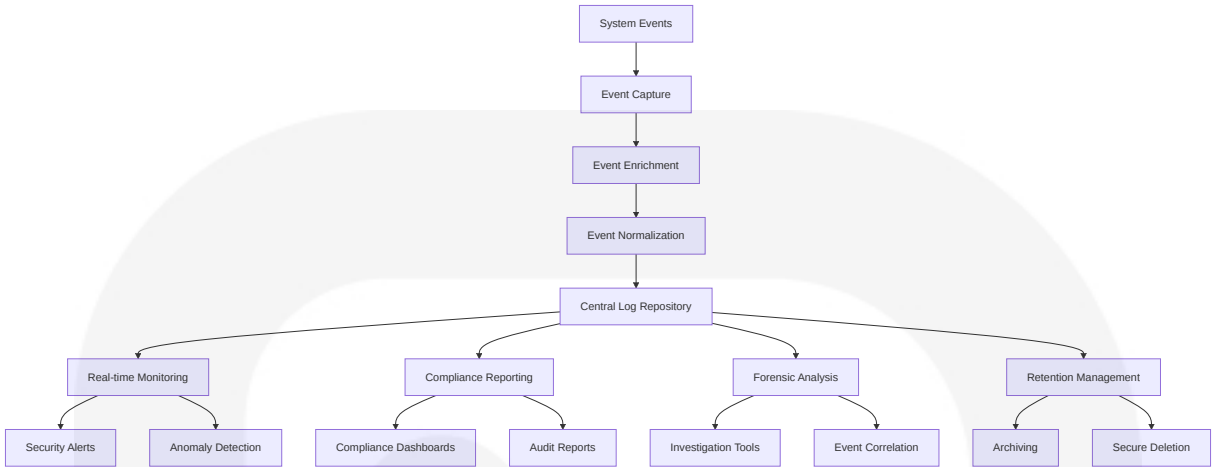 System Events
Event Capture
Event Enrichment
Event Normalization
Central Log Repository
Real-time Monitoring
Compliance Reporting
Forensic Analysis
Retention Management
Security Alerts
Anomaly Detection
Compliance Dashboards
Audit Reports
Investigation Tools
Event Correlation
Archiving
Secure Deletion